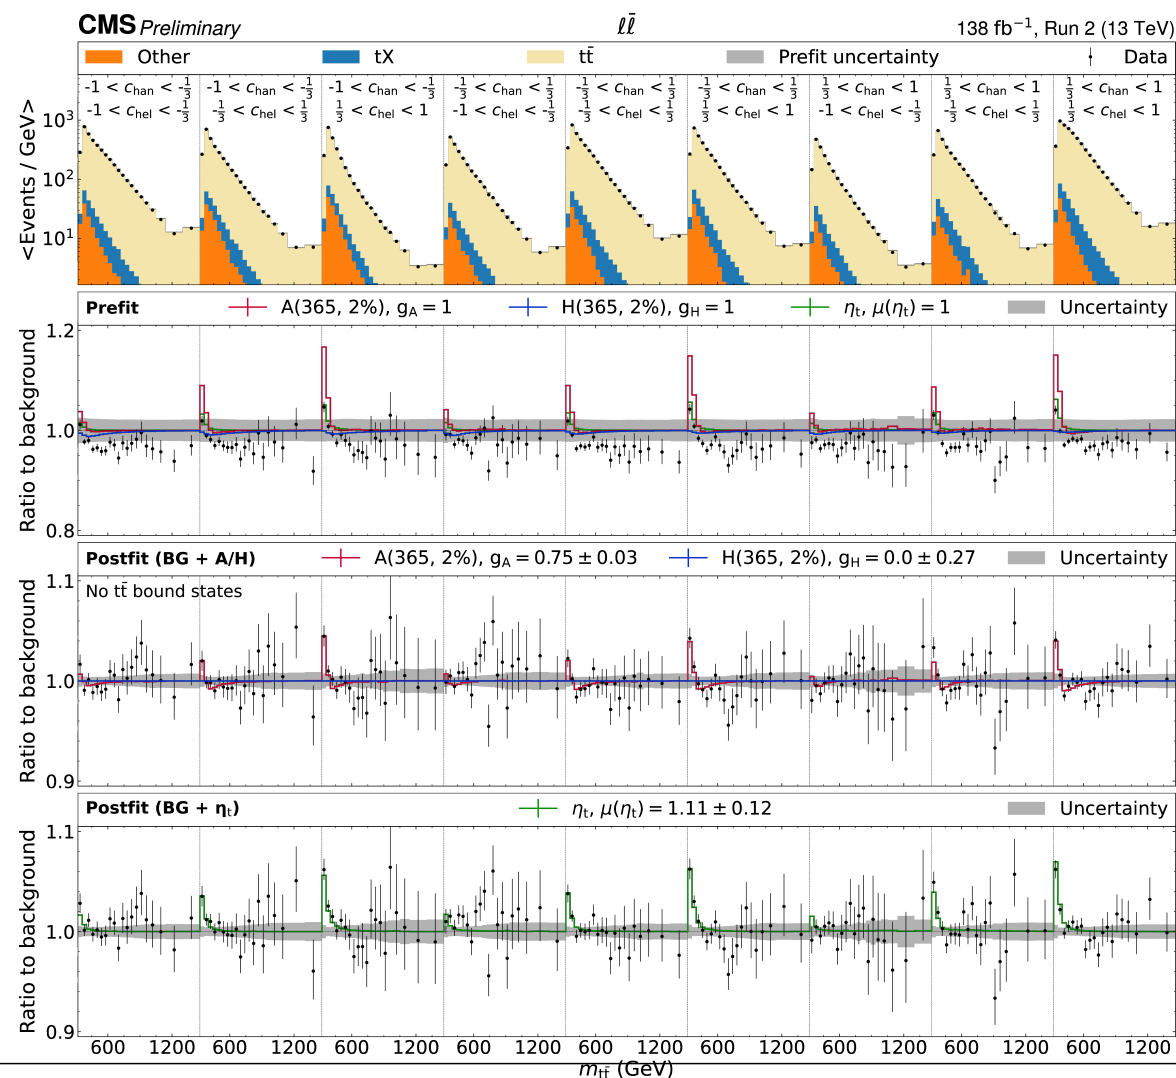 CMS Preliminary ℓℓ̄ 138 fb⁻¹, Run 2 (13 TeV)
Other tX tt̄ Prefit uncertainty Data
-1 < c_han < -1/3 -1 < c_han < -1/3 -1 < c_han < -1/3 -1/3 < c_han < 1/3 -1/3 < c_han < 1/3 -1/3 < c_han < 1/3 1/3 < c_han < 1 1/3 < c_han < 1 1/3 < c_han < 1
-1 < c_hel < -1/3 -1/3 < c_hel < 1/3 1/3 < c_hel < 1 -1 < c_hel < -1/3 -1/3 < c_hel < 1/3 1/3 < c_hel < 1 -1 < c_hel < -1/3 -1/3 < c_hel < 1/3 1/3 < c_hel < 1
<Events / GeV>
10³
10²
10¹
Prefit A(365, 2%), g_A = 1 H(365, 2%), g_H = 1 η_t, μ(η_t) = 1 Uncertainty
Ratio to background
1.2
1.0
0.8
Postfit (BG + A/H) A(365, 2%), g_A = 0.75 ± 0.03 H(365, 2%), g_H = 0.0 ± 0.27 Uncertainty
No tt̄ bound states
Ratio to background
1.1
1.0
0.9
Postfit (BG + η_t) η_t, μ(η_t) = 1.11 ± 0.12 Uncertainty
Ratio to background
1.1
1.0
0.9
600 1200 600 1200 600 1200 600 1200 600 1200 600 1200 600 1200 600 1200 600 1200
m_tt̄ (GeV)